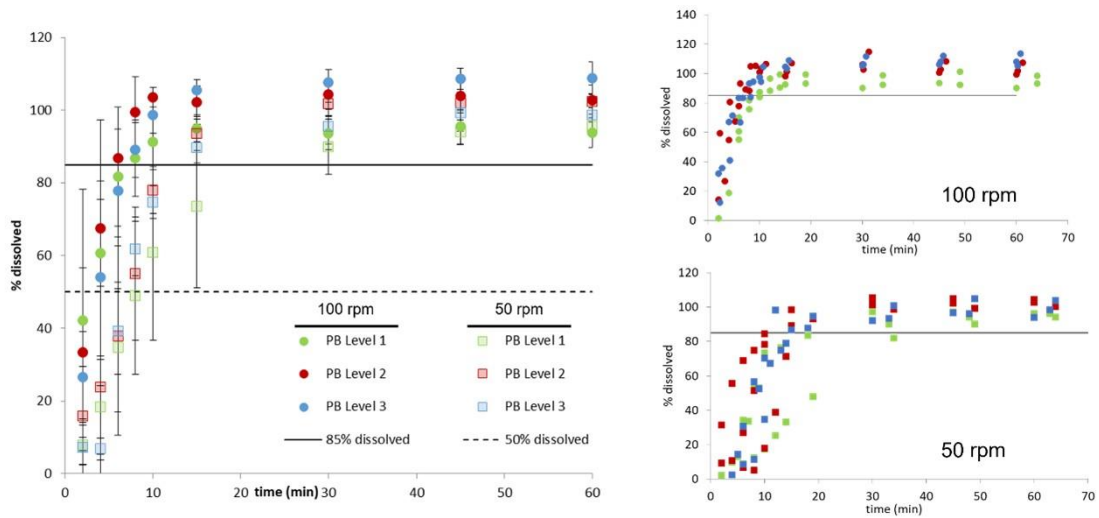 120
100
80
60
40
20
0
% dissolved
0
10
20
30
40
50
60
time (min)
100 rpm
50 rpm
PB Level 1
PB Level 1
PB Level 2
PB Level 2
PB Level 3
PB Level 3
85% dissolved
50% dissolved
140
120
100
80
60
40
20
0
% dissolved
100 rpm
0
10
20
30
40
50
60
70
time (min)
120
100
80
60
40
20
0
% dissolved
50 rpm
0
10
20
30
40
50
60
70
time (min)